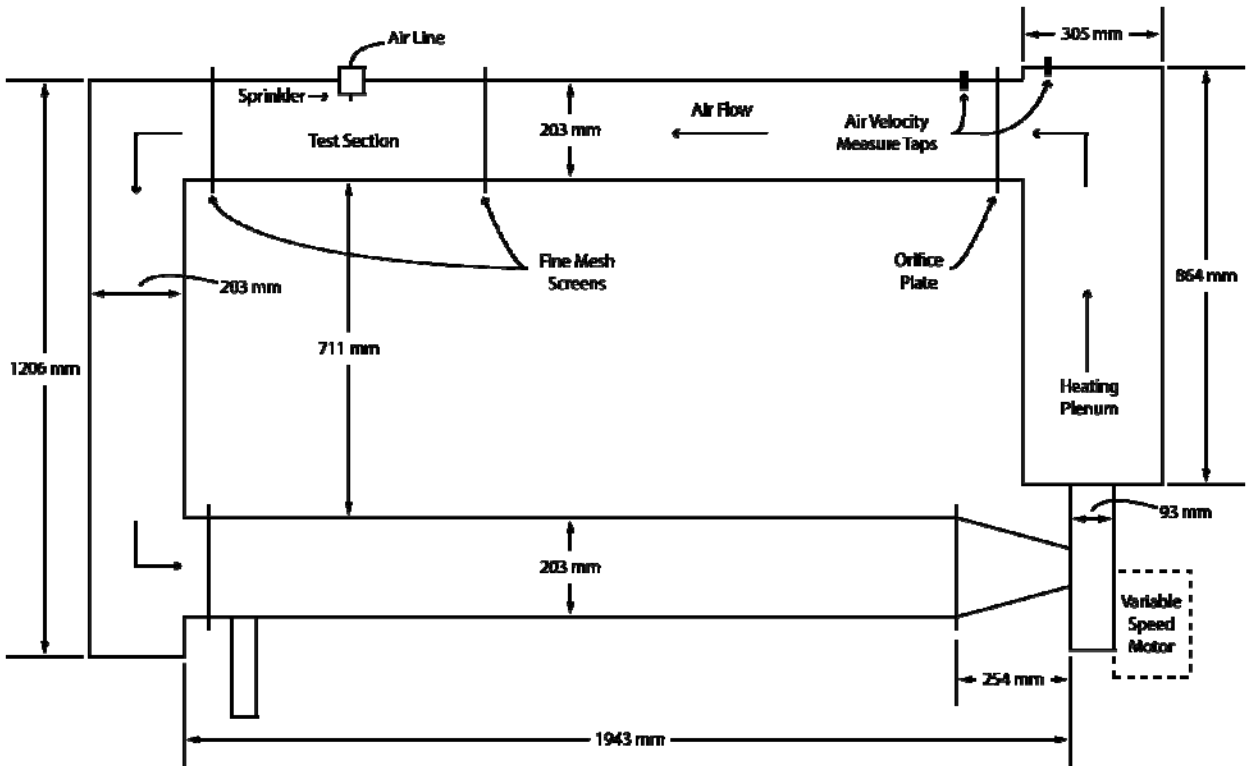 305 mm
Air Line
Sprinkler
Air Flow
203 mm
Air Velocity
Measure Taps
Test Section
Fine Mesh
Screens
Orifice
Plate
864 mm
203 mm
711 mm
1206 mm
Heating
Plenum
93 mm
203 mm
Variable
Speed
Motor
254 mm
1943 mm